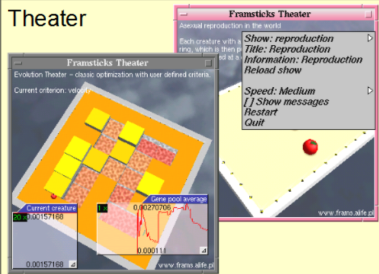 Theater
Framsticks Theater
Asexual reproduction in the world
Each creature with
ring, which is then p
Show: reproduction
Title: Reproduction
Information: Reproduction
Reload show
Speed: Medium
[ ] Show messages
Restart
Quit
www.frams.alife.pl
Framsticks Theater
Evolution Theater – classic optimization with user defined criteria.
Current criterion: velo
Current creature
20 x 0.00157168
0.00157168
Gene pool average
1 x 0.00270706
0.000111
www.frams.alife.pl